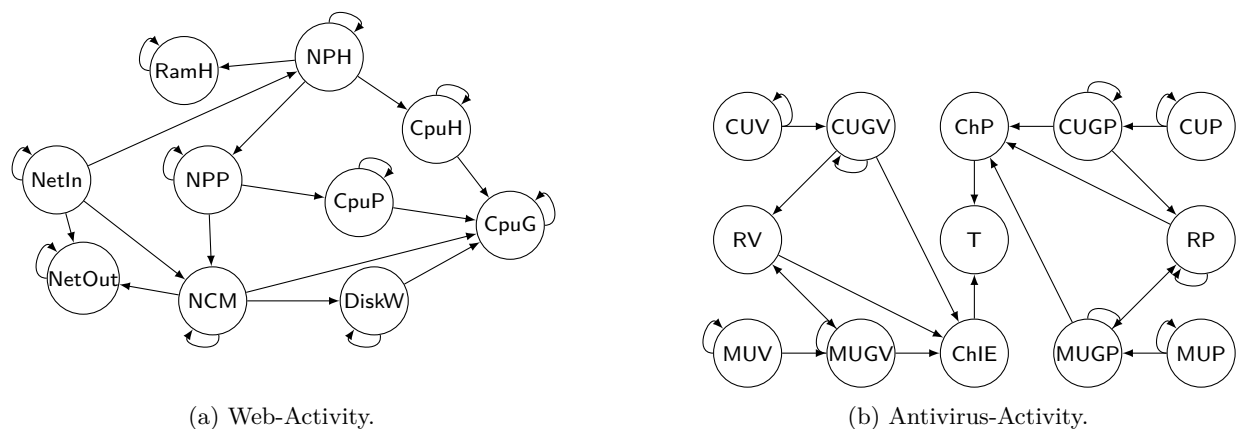 NPH
RamH
CpuH
CUV
CUGV
ChP
CUGP
CUP
NetIn
NPP
CpuP
CpuG
RV
T
RP
NetOut
NCM
DiskW
MUV
MUGV
ChIE
MUGP
MUP
(a) Web-Activity.
(b) Antivirus-Activity.